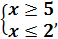 x ≥ 5
x ≤ 2,